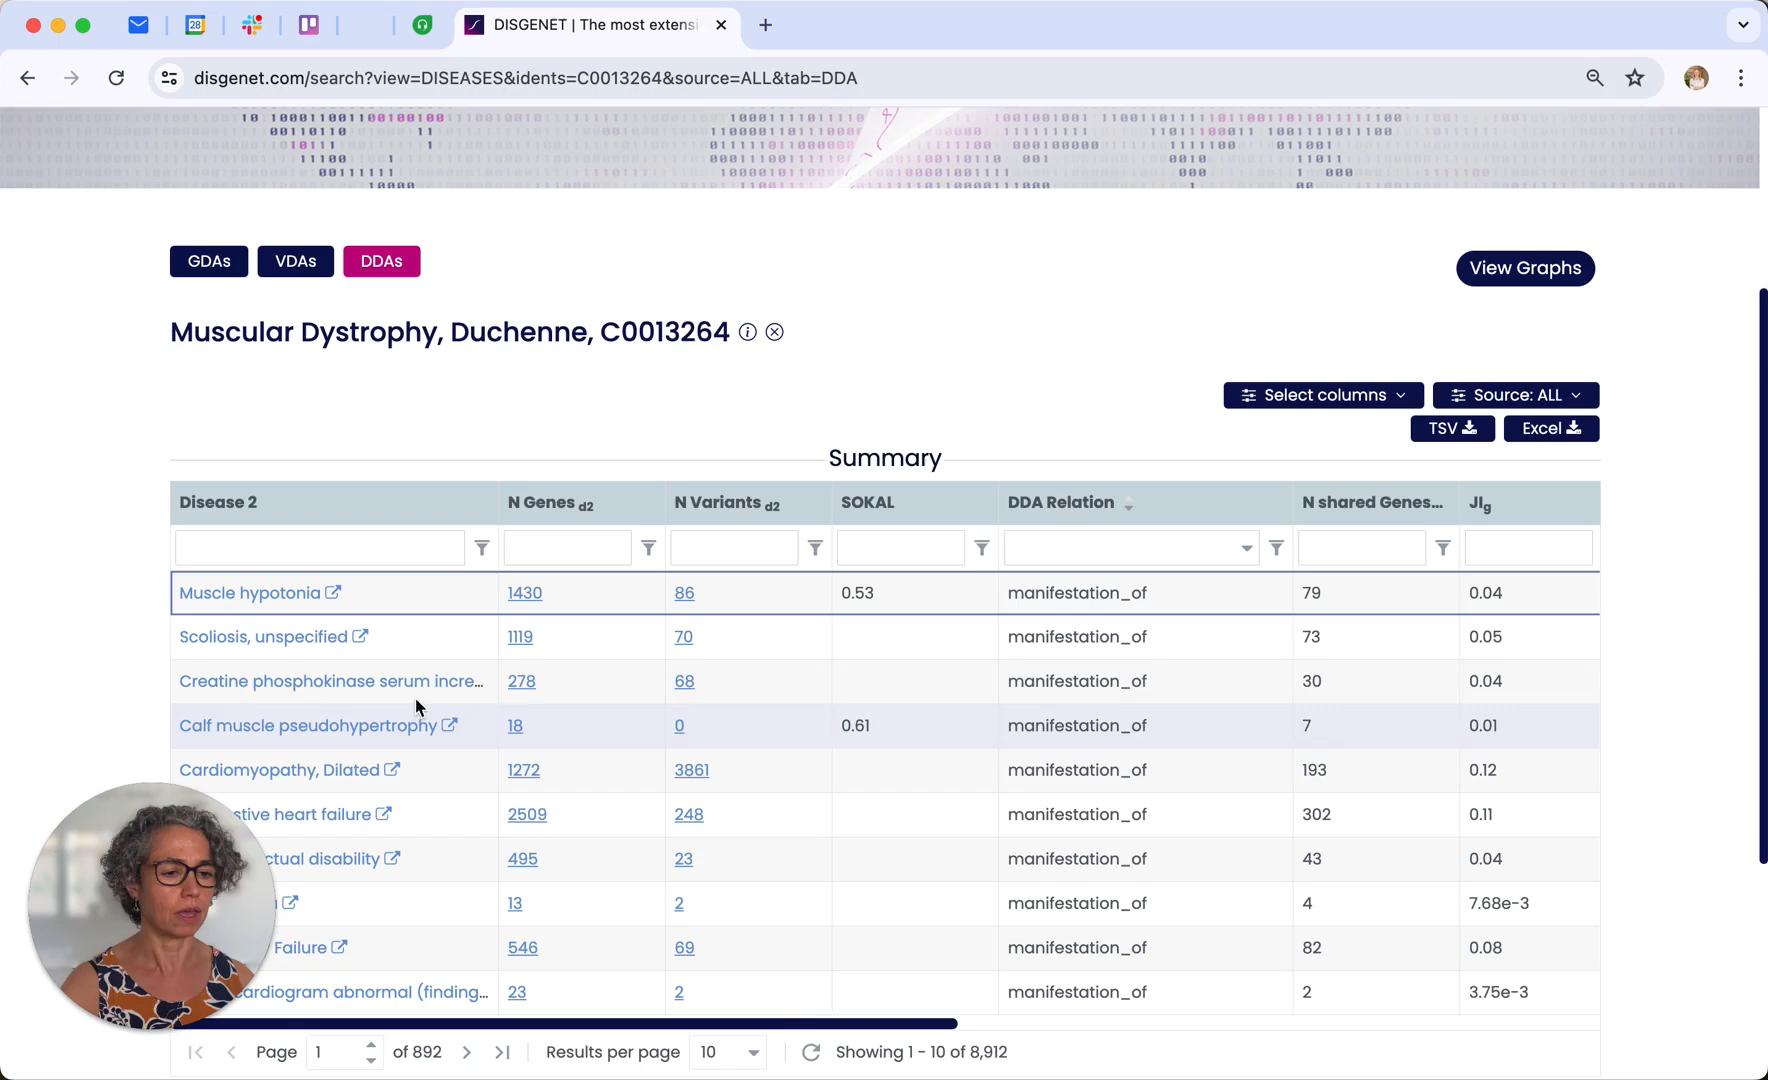 28
DISGENET | The most extensi
disgenet.com/search?view=DISEASES&idents=C0013264&source=ALL&tab=DDA
GDAs VDAs DDAs
View Graphs
Muscular Dystrophy, Duchenne, C0013264
Select columns Source: ALL
TSV Excel
Summary
Disease 2 N Genes d2 N Variants d2 SOKAL DDA Relation N shared Genes... JIg
Muscle hypotonia 1430 86 0.53 manifestation_of 79 0.04
Scoliosis, unspecified 1119 70 manifestation_of 73 0.05
Creatine phosphokinase serum incre... 278 68 manifestation_of 30 0.04
Calf muscle pseudohypertrophy 18 0 0.61 manifestation_of 7 0.01
Cardiomyopathy, Dilated 1272 3861 manifestation_of 193 0.12
stive heart failure 2509 248 manifestation_of 302 0.11
ctual disability 495 23 manifestation_of 43 0.04
13 2 manifestation_of 4 7.68e-3
Failure 546 69 manifestation_of 82 0.08
cardiogram abnormal (finding... 23 2 manifestation_of 2 3.75e-3
Page 1 of 892 Results per page 10 Showing 1 - 10 of 8,912